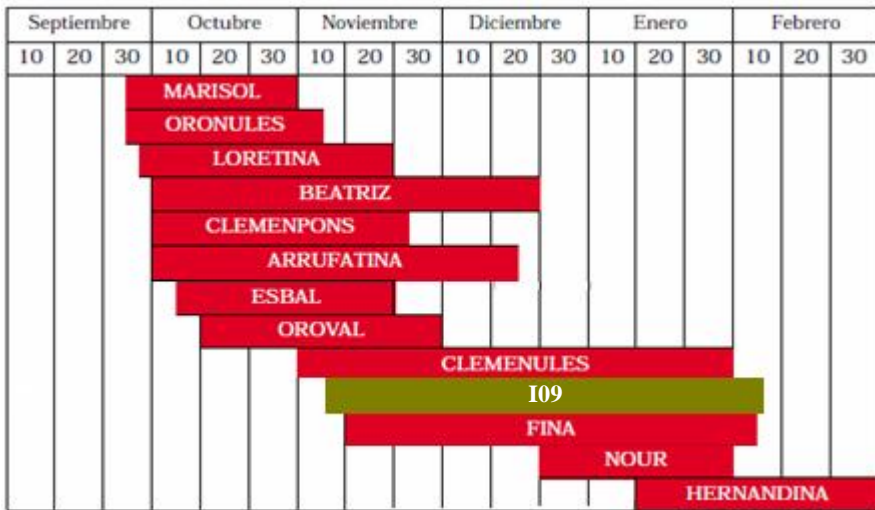 Septiembre Octubre Noviembre Diciembre Enero Febrero
10 20 30 10 20 30 10 20 30 10 20 30 10 20 30 10 20 30
MARISOL
ORONULES
LORETINA
BEATRIZ
CLEMENPONS
ARRUFATINA
ESBAL
OROVAL
CLEMENULES
I09
FINA
NOUR
HERNANDINA